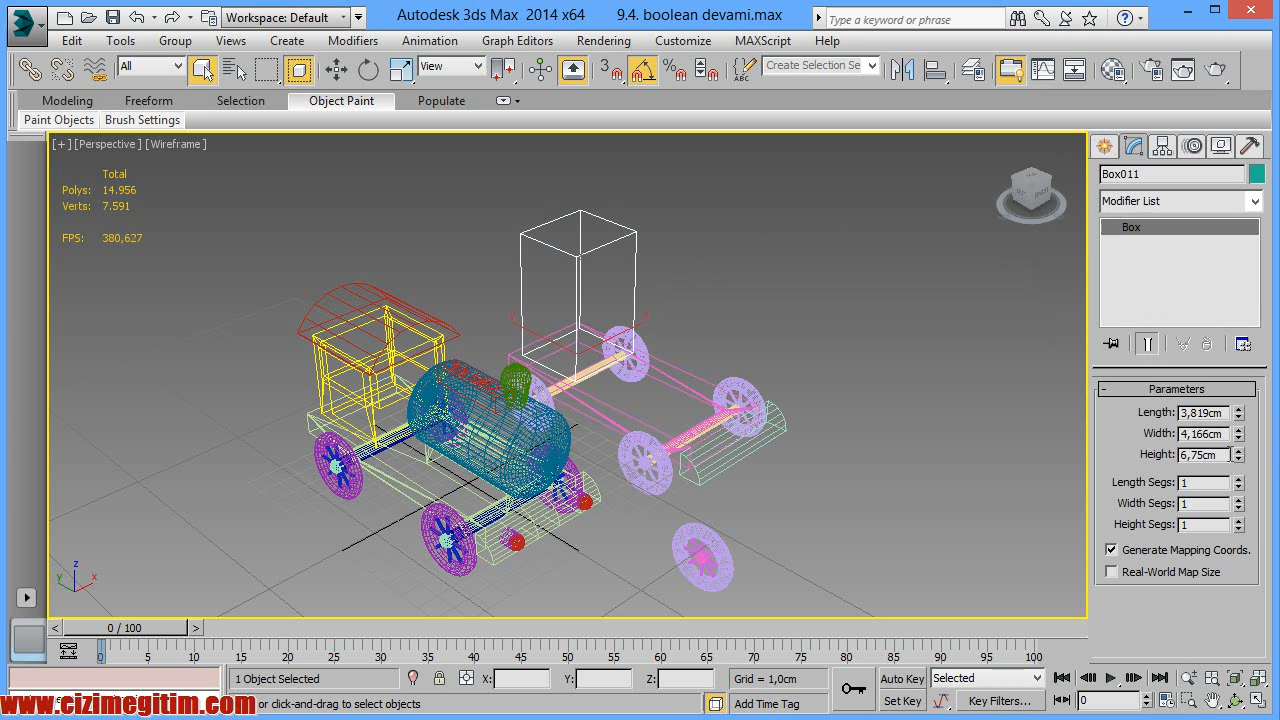 Workspace: Default
Autodesk 3ds Max 2014 x64
9.4. boolean devami.max
Type a keyword or phrase
Edit Tools Group Views Create Modifiers Animation Graph Editors Rendering Customize MAXScript Help
All
View
3
%
ABC
Create Selection Se
Modeling Freeform Selection Object Paint Populate
Paint Objects Brush Settings
[+] [Perspective] [Wireframe]
Total
Polys: 14.956
Verts: 7.591
FPS: 380,627
y
x
z
y
x
Box011
Modifier List
Box
- Parameters
Length: 3,819cm
Width: 4,166cm
Height: 6,75cm
Length Segs: 1
Width Segs: 1
Height Segs: 1
Generate Mapping Coords.
Real-World Map Size
< 0 / 100 >
0 5 10 15 20 25 30 35 40 45 50 55 60 65 70 75 80 85 90 95 100
1 Object Selected
X: Y: Z:
Grid = 1,0cm
Auto Key
Selected
www.cizimegitim.com
or click-and-drag to select objects
Add Time Tag
Set Key
Key Filters...
0